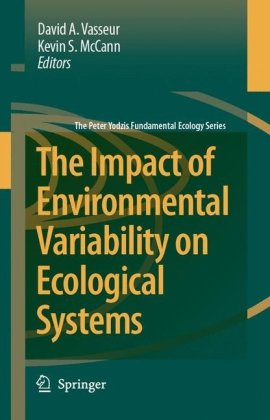 David A. Vasseur
Kevin S. McCann
Editors
The Peter Yodzis Fundamental Ecology Series
The Impact of
Environmental
Variability on
Ecological
Systems
Springer